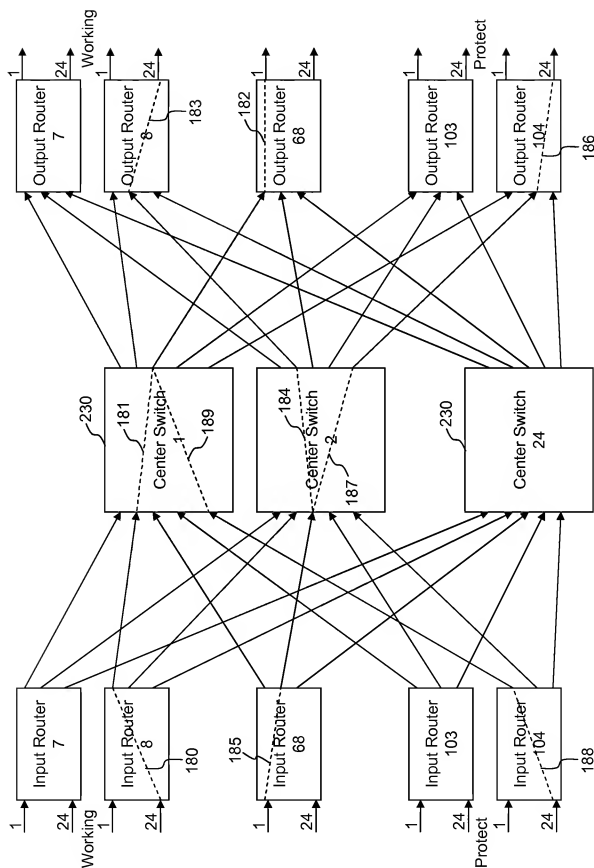 Working
1
24
Input Router
7
1
24
Input Router
8
180
1
24
Input Router
68
185
Protect
1
24
Input Router
103
1
24
Input Router
104
188
230
Center Switch
1
181
189
Center Switch
2
184
187
230
Center Switch
24
Working
Output Router
7
1
24
Output Router
8
1
24
183
Output Router
68
1
24
182
Protect
Output Router
103
1
24
Output Router
104
1
24
186